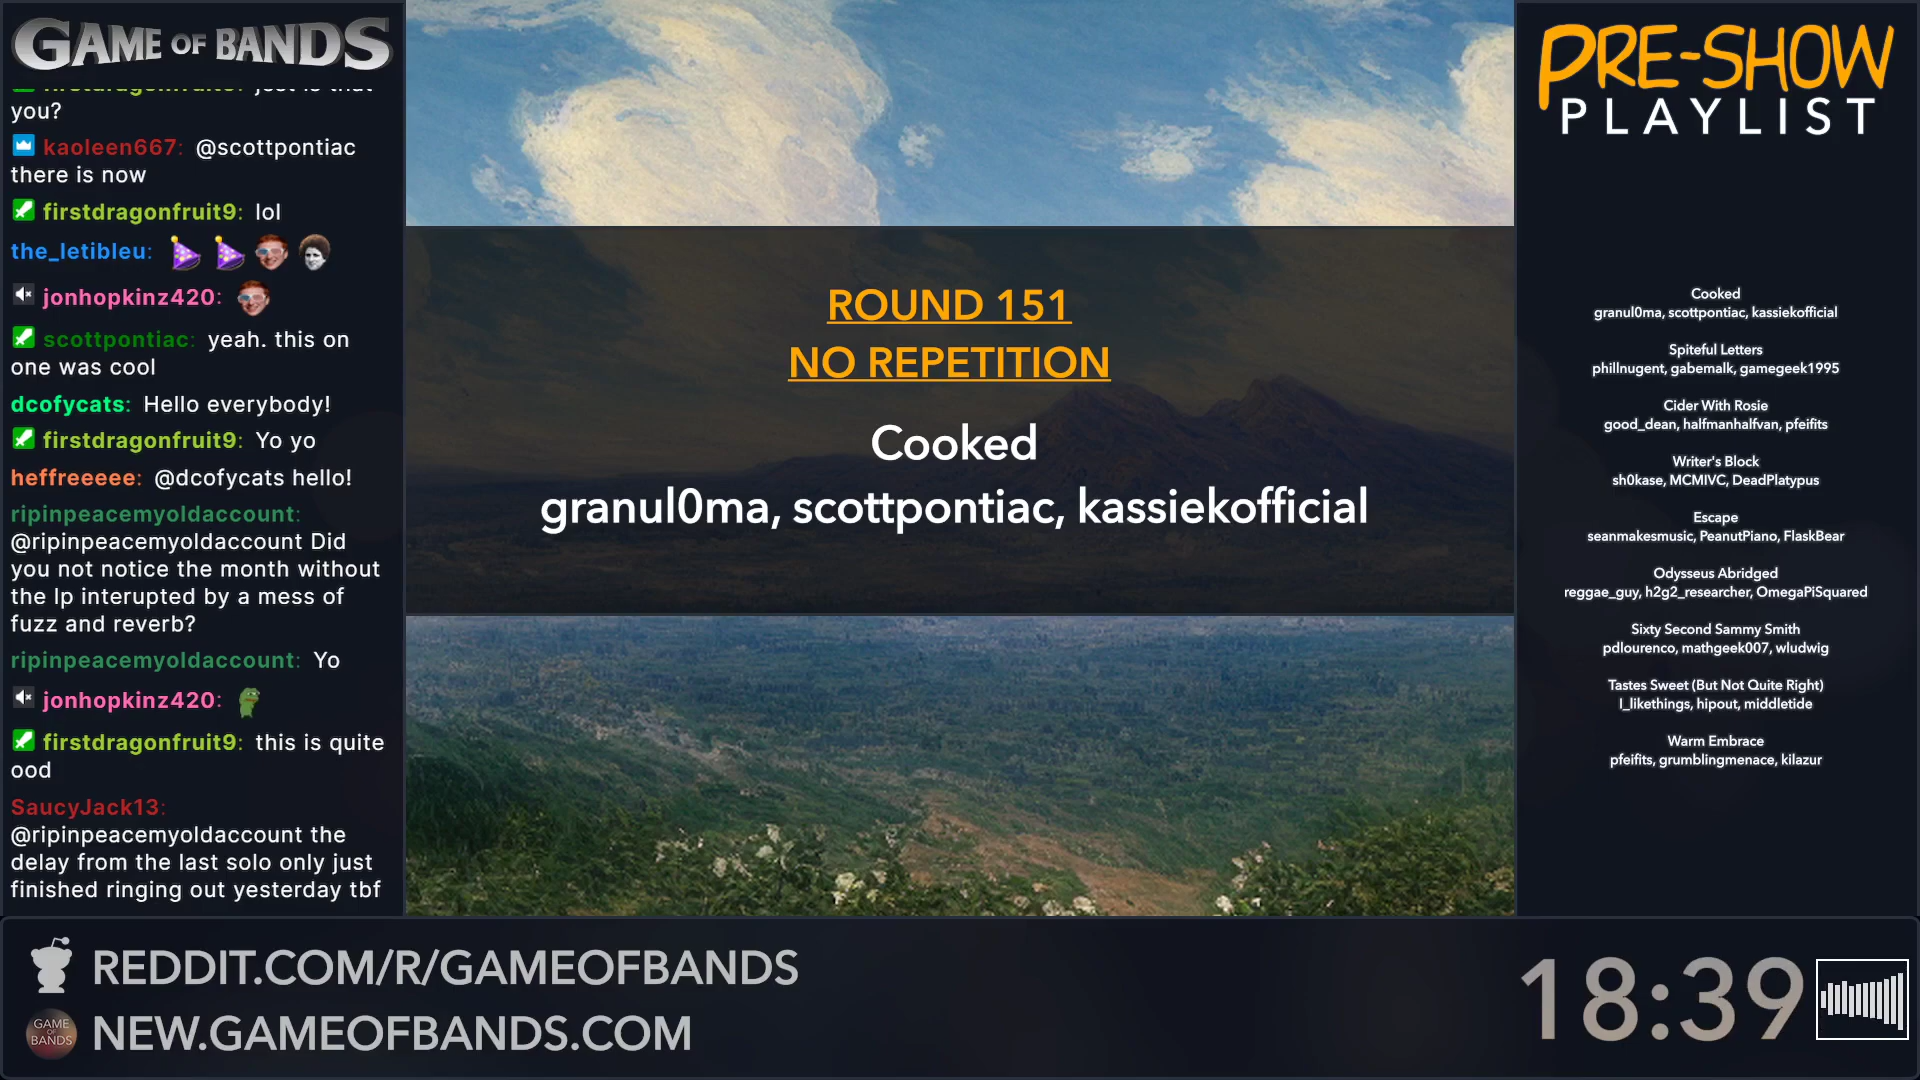 GAME OF BANDS
you?
kaoleen667: @scottpontiac
there is now
firstdragonfruit9: lol
the_letibleu:
jonhopkinz420:
scottpontiac: yeah. this on
one was cool
dcofycats: Hello everybody!
firstdragonfruit9: Yo yo
heffreeeee: @dcofycats hello!
ripinpeacemyoldaccount:
@ripinpeacemyoldaccount Did
you not notice the month without
the lp interupted by a mess of
fuzz and reverb?
ripinpeacemyoldaccount: Yo
jonhopkinz420:
firstdragonfruit9: this is quite
ood
SaucyJack13:
@ripinpeacemyoldaccount the
delay from the last solo only just
finished ringing out yesterday tbf
ROUND 151
NO REPETITION
Cooked
granul0ma, scottpontiac, kassiekofficial
PRE-SHOW
PLAYLIST
Cooked
granul0ma, scottpontiac, kassiekofficial
Spiteful Letters
phillnugent, gabemalk, gamegeek1995
Cider With Rosie
good_dean, halfmanhalfvan, pfeifits
Writer's Block
sh0kase, MCMIVC, DeadPlatypus
Escape
seanmakesmusic, PeanutPiano, FlaskBear
Odysseus Abridged
reggae_guy, h2g2_researcher, OmegaPiSquared
Sixty Second Sammy Smith
pdlourenco, mathgeek007, wludwig
Tastes Sweet (But Not Quite Right)
I_likethings, hipout, middletide
Warm Embrace
pfeifits, grumblingmenace, kilazur
REDDIT.COM/R/GAMEOFBANDS
GAME
OF
BANDS
NEW.GAMEOFBANDS.COM
18:39